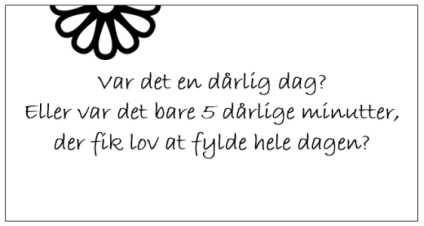 Var det en dårlig dag?
Eller var det bare 5 dårlige minutter,
der fik lov at fylde hele dagen?